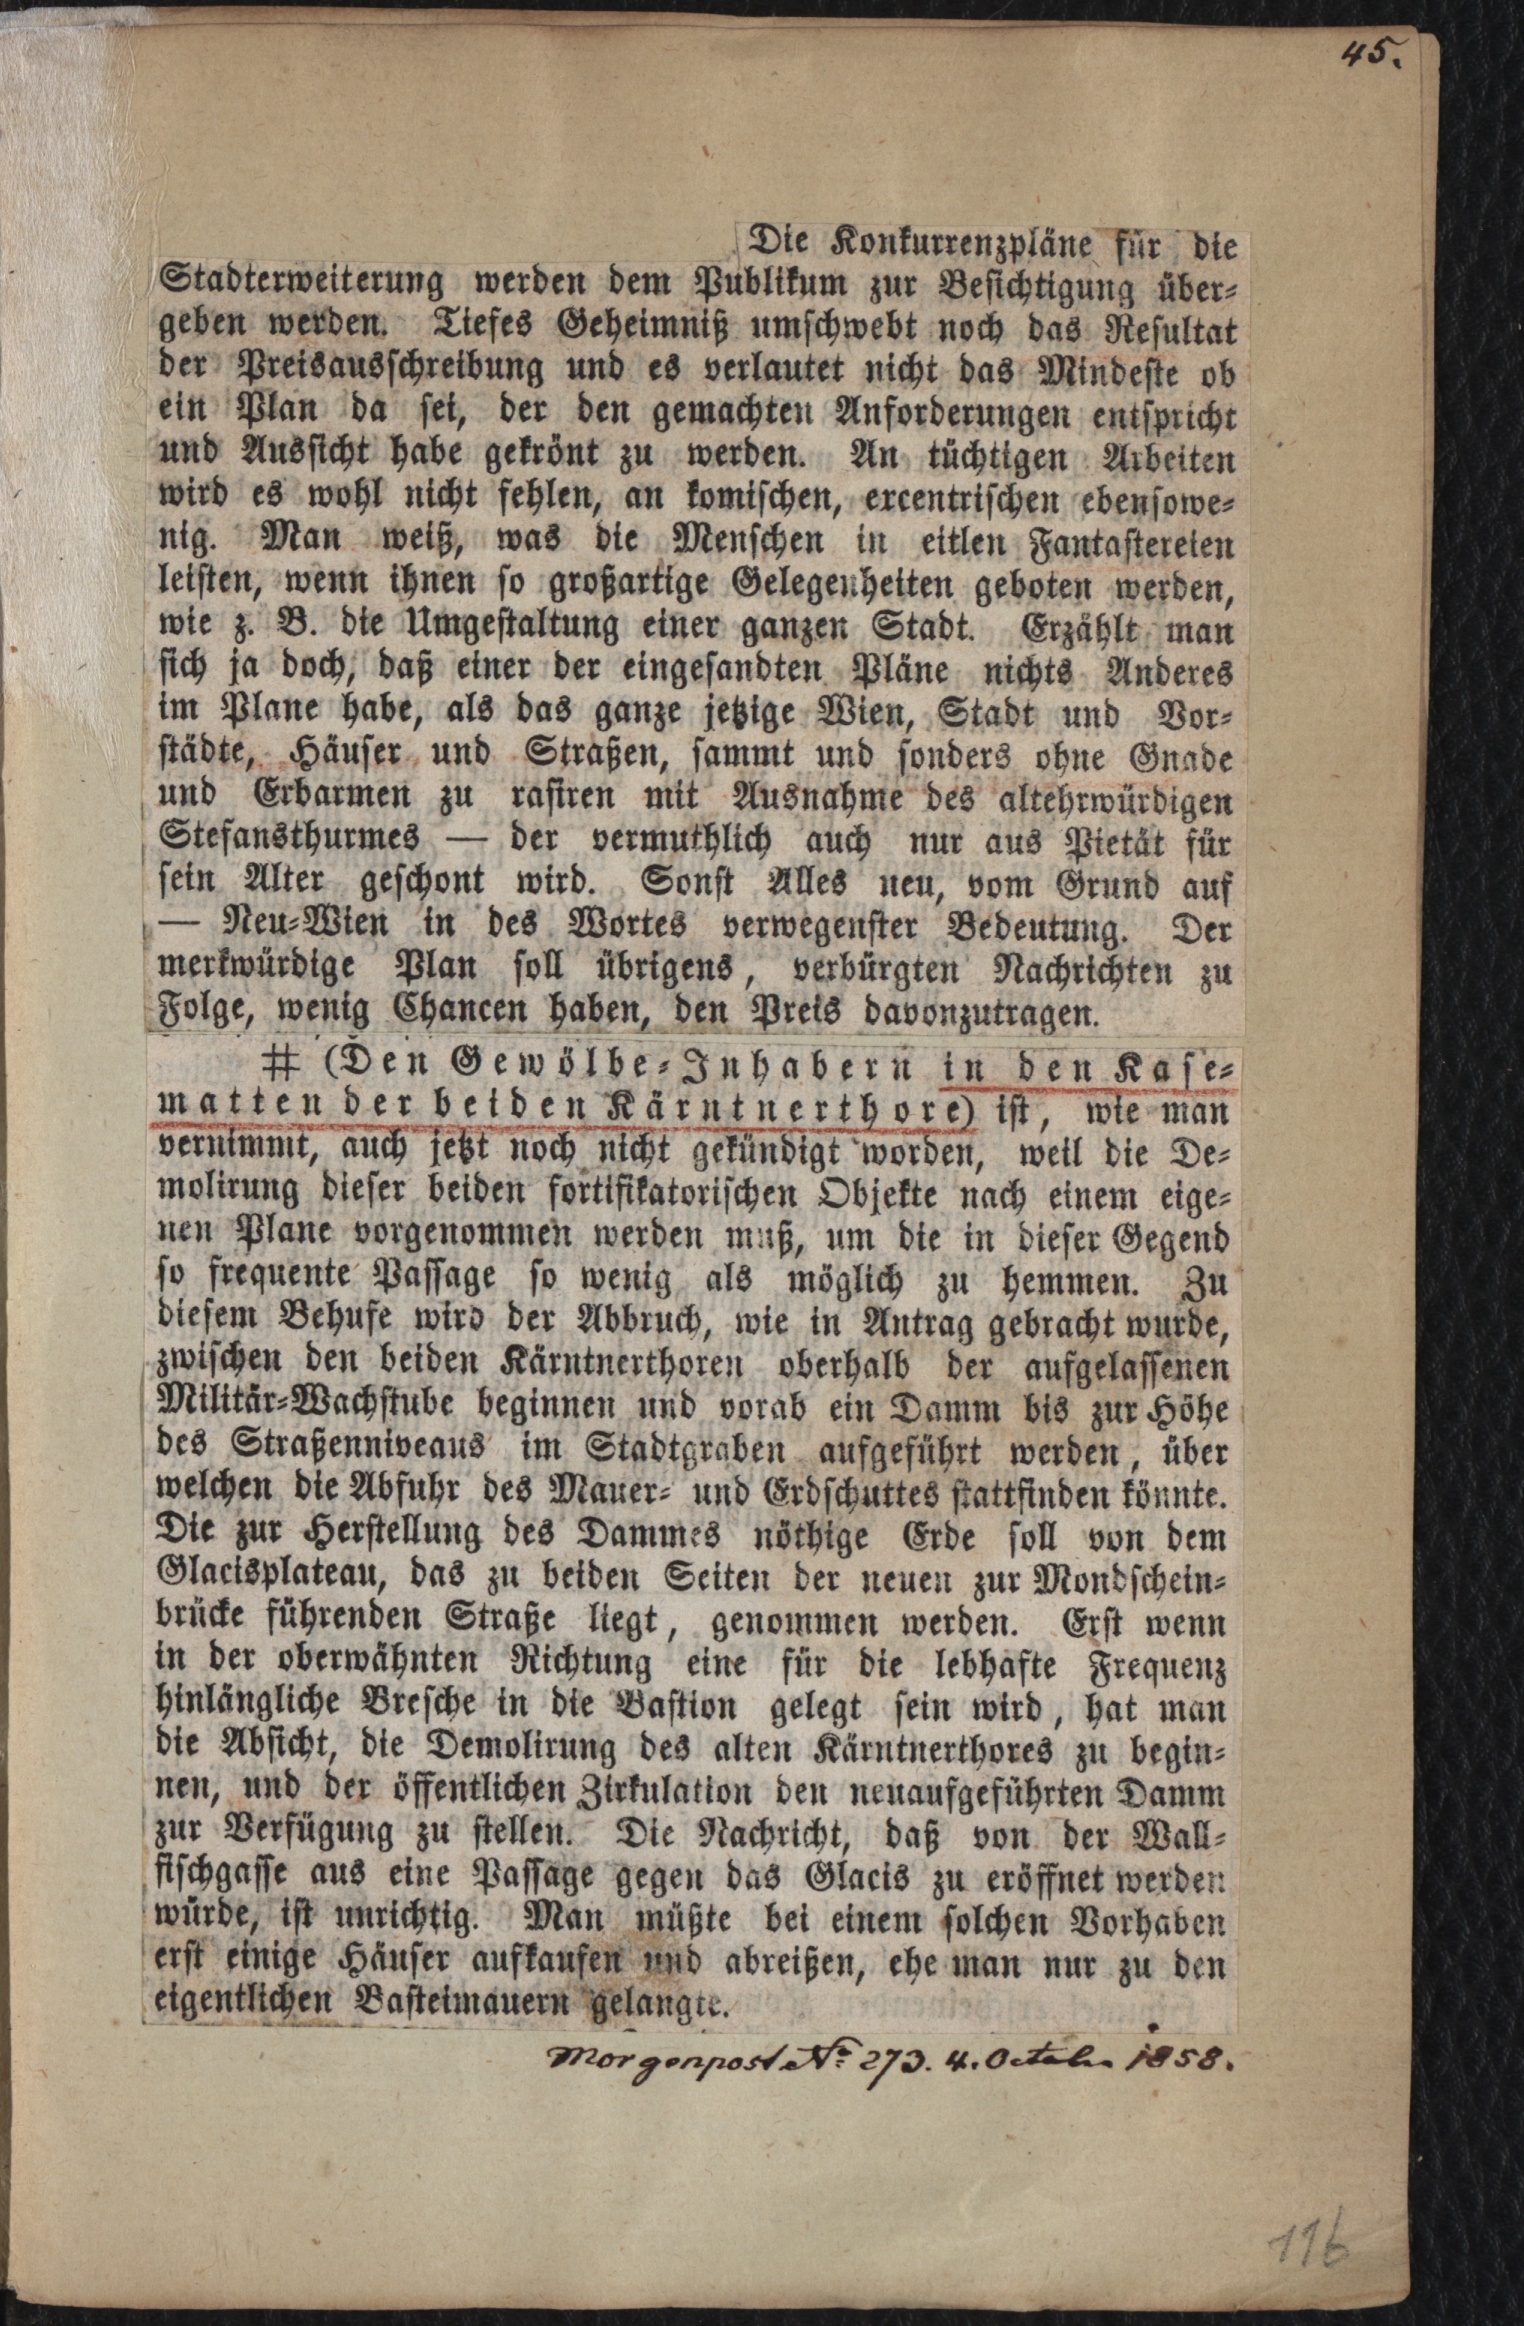 45.
Die Konkurrenzpläne für die
Stadterweiterung werden dem Publikum zur Besichtigung über-
geben werden. Tiefes Geheimniß umschwebt noch das Resultat
der Preisausschreibung und es verlautet nicht das Mindeste ob
ein Plan da sei, der den gemachten Anforderungen entspricht
und Aussicht habe gekrönt zu werden. An tüchtigen Arbeiten
wird es wohl nicht fehlen, an komischen, excentrischen ebensowe-
nig. Man weiß, was die Menschen in eitlen Fantastereien
leisten, wenn ihnen so großartige Gelegenheiten geboten werden,
wie z. B. die Umgestaltung einer ganzen Stadt. Erzählt man
sich ja doch, daß einer der eingesandten Pläne nichts Anderes
im Plane habe, als das ganze jetzige Wien, Stadt und Vor-
städte, Häuser und Straßen, sammt und sonders ohne Gnade
und Erbarmen zu rasiren mit Ausnahme des altehrwürdigen
Stefansthurmes — der vermuthlich auch nur aus Pietät für
sein Alter geschont wird. Sonst Alles neu, vom Grund auf
— Neu-Wien in des Wortes verwegenster Bedeutung. Der
merkwürdige Plan soll übrigens, verbürgten Nachrichten zu
Folge, wenig Chancen haben, den Preis davonzutragen.
# (Den Gewölbe-Inhabern in den Kase-
matten der beiden Kärntnerthore) ist, wie man
vernimmt, auch jetzt noch nicht gekündigt worden, weil die De-
molirung dieser beiden fortifikatorischen Objekte nach einem eige-
nen Plane vorgenommen werden muß, um die in dieser Gegend
so frequente Passage so wenig als möglich zu hemmen. Zu
diesem Behufe wird der Abbruch, wie in Antrag gebracht wurde,
zwischen den beiden Kärntnerthoren oberhalb der aufgelassenen
Militär-Wachstube beginnen und vorab ein Damm bis zur Höhe
des Straßenniveaus im Stadtgraben aufgeführt werden, über
welchen die Abfuhr des Mauer- und Erdschuttes stattfinden könnte.
Die zur Herstellung des Dammes nöthige Erde soll von dem
Glacisplateau, das zu beiden Seiten der neuen zur Mondschein-
brücke führenden Straße liegt, genommen werden. Erst wenn
in der oberwähnten Richtung eine für die lebhafte Frequenz
hinlängliche Bresche in die Bastion gelegt sein wird, hat man
die Absicht, die Demolirung des alten Kärntnerthores zu begin-
nen, und der öffentlichen Zirkulation den neuaufgeführten Damm
zur Verfügung zu stellen. Die Nachricht, daß von der Wall-
fischgasse aus eine Passage gegen das Glacis zu eröffnet werden
würde, ist unrichtig. Man müßte bei einem solchen Vorhaben
erst einige Häuser aufkaufen und abreißen, ehe man nur zu den
eigentlichen Basteimauern gelangte.
Morgenpost No 273. 4. Octobr 1858.
116